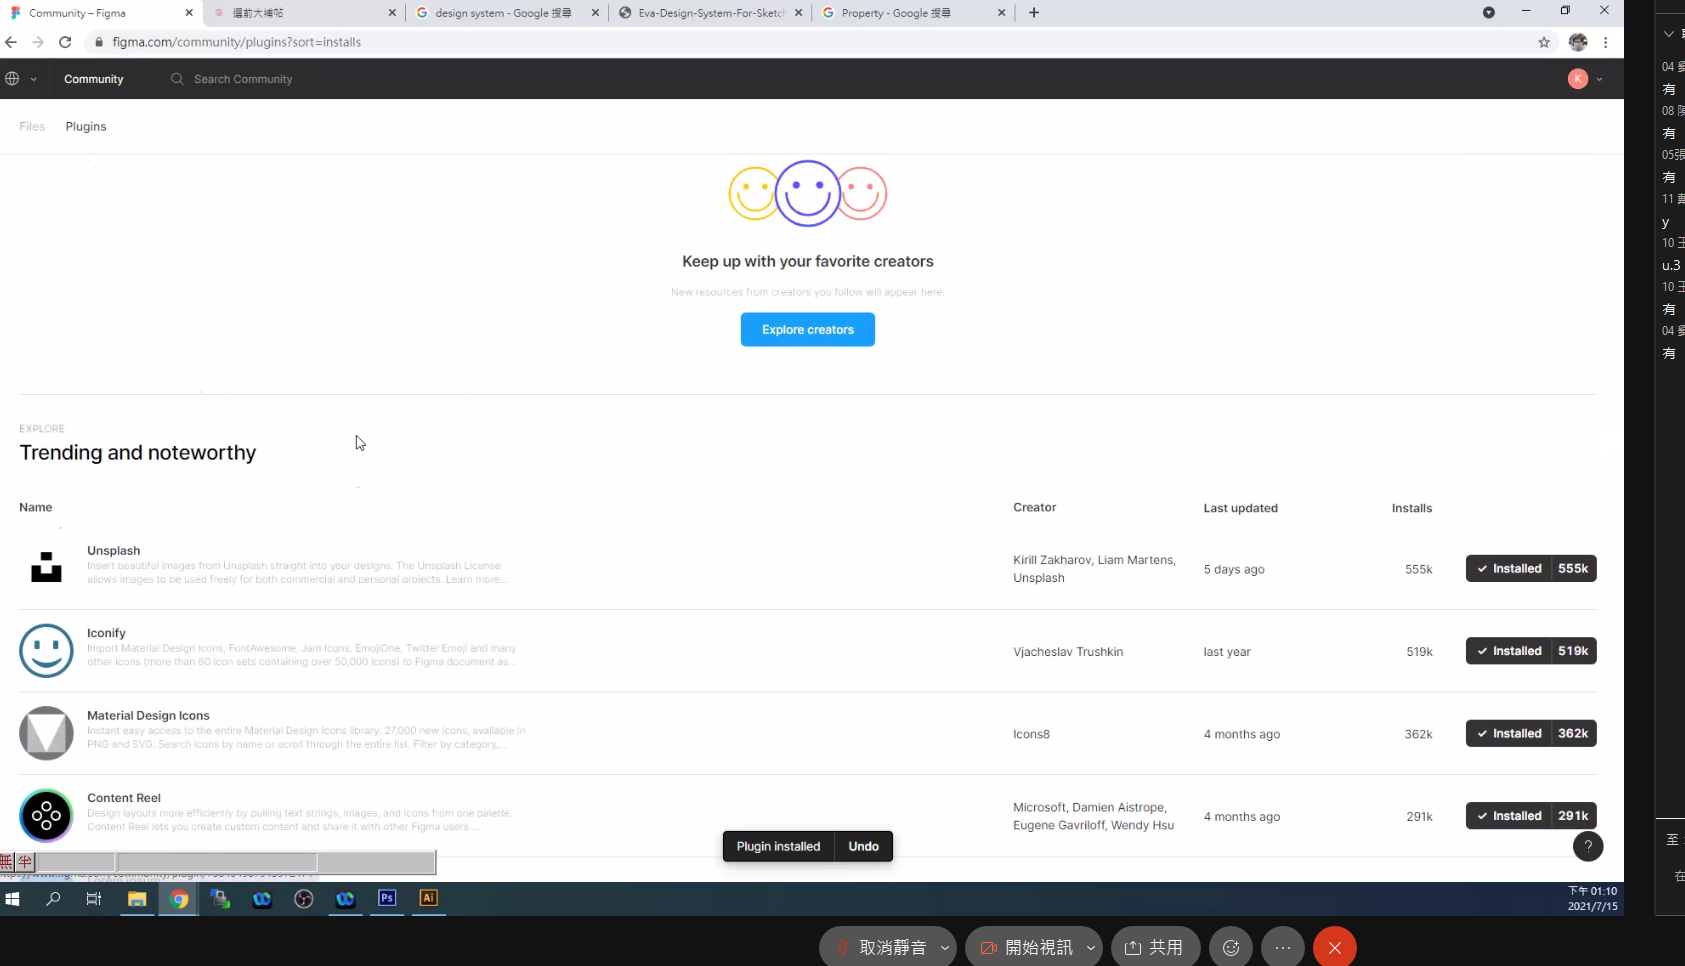 Community – Figma
還前大補帖
design system - Google 搜尋
Eva-Design-System-For-Sketch
Property - Google 搜尋
figma.com/community/plugins?sort=installs
Community
Search Community
K
Files
Plugins
Keep up with your favorite creators
New resources from creators you follow will appear here.
Explore creators
EXPLORE
Trending and noteworthy
Name
Creator
Last updated
Installs
Unsplash
Insert beautiful images from Unsplash straight into your designs. The Unsplash License
allows images to be used freely for both commercial and personal projects. Learn more...
Kirill Zakharov, Liam Martens,
Unsplash
5 days ago
555k
Installed
555k
Iconify
Import Material Design Icons, FontAwesome, Jam Icons, EmojiOne, Twitter Emoji and many
other icons (more than 60 icon sets containing over 50,000 icons) to Figma document as...
Vjacheslav Trushkin
last year
519k
Installed
519k
Material Design Icons
Instant easy access to the entire Material Design Icons library. 27,000 new icons, available in
PNG and SVG. Search icons by name or scroll through the entire list. Filter by category,...
Icons8
4 months ago
362k
Installed
362k
Content Reel
Design layouts more efficiently by pulling text strings, images, and icons from one palette.
Content Reel lets you create custom content and share it with other Figma users....
Microsoft, Damien Aistrope,
Eugene Gavriloff, Wendy Hsu
4 months ago
291k
Installed
291k
Plugin installed
Undo
?
無 半
Ps
Ai
下午 01:10
2021/7/15
取消靜音
開始視訊
共用
04
有
08
有
05張
有
11
y
10 王
u.3
10 王
有
04
有
至
在